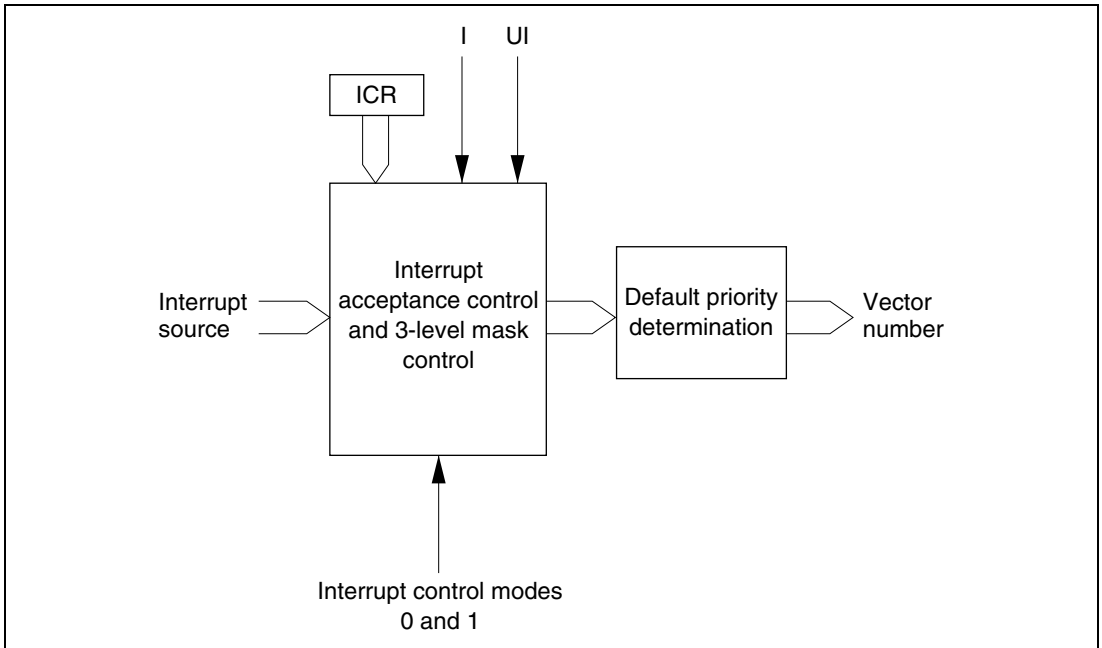 I UI
ICR
Interrupt
acceptance control
and 3-level mask
control
Interrupt
source
Default priority
determination
Vector
number
Interrupt control modes
0 and 1